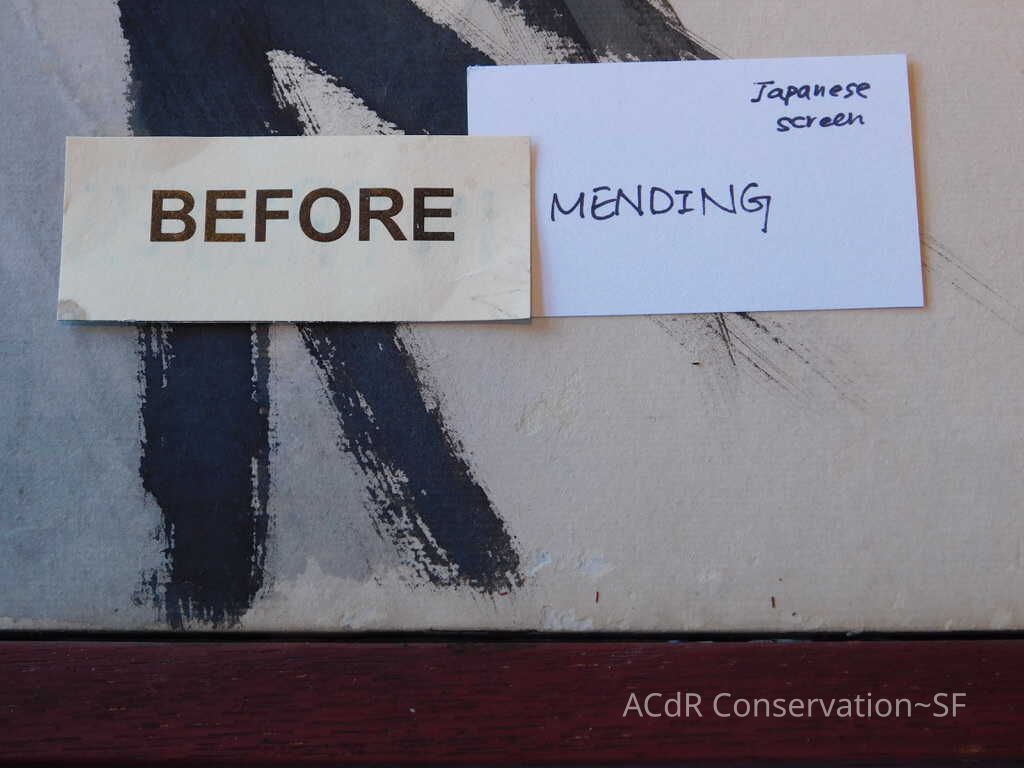 Japanese
screen
BEFORE
MENDING
ACdR Conservation~SF